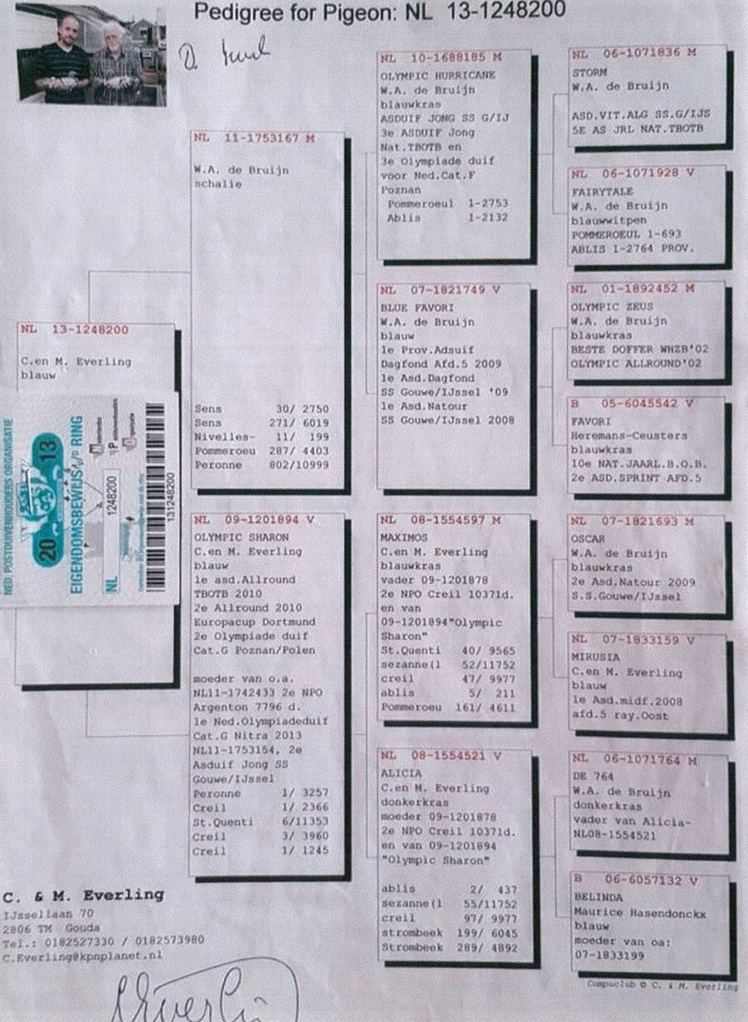 Pedigree for Pigeon: NL 13-1248200
NL 13-1248200
C.en M. Everling
blauw
NED. POSTDUIVENHOUDERS ORGANISATIE
20 13
EIGENDOMSBEWIJS RING
NL
1248200
131248200
NL 11-1753167 M
W.A. de Bruijn
schalie
Sens 30/ 2750
Sens 271/ 6019
Nivelles- 11/ 199
Pommeroeu 287/ 4403
Peronne 802/10999
NL 09-1201894 V
OLYMPIC SHARON
C.en M. Everling
blauw
1e asd.Allround
TBOTB 2010
2e Allround 2010
Europacup Dortmund
2e Olympiade duif
Cat.G Poznan/Polen
moeder van o.a.
NL11-1742433 2e NPO
Argenton 7796 d.
1e Ned.Olympiadeduif
Cat.G Nitra 2013
NL11-1753154, 2e
Asduif Jong SS
Gouwe/IJssel
Peronne 1/ 3257
Creil 1/ 2366
St.Quenti 6/11353
Creil 3/ 3960
Creil 1/ 1245
NL 10-1688185 M
OLYMPIC HURRICANE
W.A. de Bruijn
blauwkras
ASDUIF JONG SS G/IJ
3e ASDUIF Jong
Nat.TBOTB en
3e Olympiade duif
voor Ned.Cat.F
Poznan
Pommeroeul 1-2753
Ablis 1-2132
NL 07-1821749 V
BLUE FAVORI
W.A. de Bruijn
blauw
1e Prov.Adsuif
Dagfond Afd.5 2009
1e Asd.Dagfond
SS Gouwe/IJssel '09
1e Asd.Natour
SS Gouwe/IJssel 2008
NL 08-1554597 M
MAXIMOS
C.en M. Everling
blauwkras
vader 09-1201878
2e NPO Creil 10371d.
en van
09-1201894"Olympic
Sharon"
St.Quenti 40/ 9565
sezanne(l 52/11752
creil 47/ 9977
ablis 5/ 211
Pommeroeu 161/ 4611
NL 08-1554521 V
ALICIA
C.en M. Everling
donkerkras
moeder 09-1201878
2e NPO Creil 10371d.
en van 09-1201894
"Olympic Sharon"
ablis 2/ 437
sezanne(l 55/11752
creil 97/ 9977
strombeek 199/ 6045
Strombeek 289/ 4892
NL 06-1071836 M
STORM
W.A. de Bruijn
ASD.VIT.ALG SS.G/IJS
5E AS JRL NAT.TBOTB
NL 06-1071928 V
FAIRYTALE
W.A. de Bruijn
blauwwitpen
POMMEROEUL 1-693
ABLIS 1-2764 PROV.
NL 01-1892452 M
OLYMPIC ZEUS
W.A. de Bruijn
blauwkras
BESTE DOFFER WHZB'02
OLYMPIC ALLROUND'02
B 05-6045542 V
FAVORI
Heremans-Ceusters
blauwkras
10e NAT.JAARL.B.O.B.
2e ASD.SPRINT AFD.5
NL 07-1821693 M
OSCAR
W.A. de Bruijn
blauwkras
2e Asd.Natour 2009
S.S.Gouwe/IJssel
NL 07-1833159 V
MIRUSIA
C.en M. Everling
blauw
1e Asd.midf.2008
afd.5 ray.Oost
NL 06-1071764 M
DE 764
W.A. de Bruijn
donkerkras
vader van Alicia-
NL08-1554521
B 06-6057132 V
BELINDA
Maurice Hasendonckx
blauw
moeder van oa:
07-1833199
Compuclub © C. & M. Everling
C. & M. Everling
IJssellaan 70
2806 TM Gouda
Tel.: 0182527330 / 0182573980
C.Everling@kpnplanet.nl